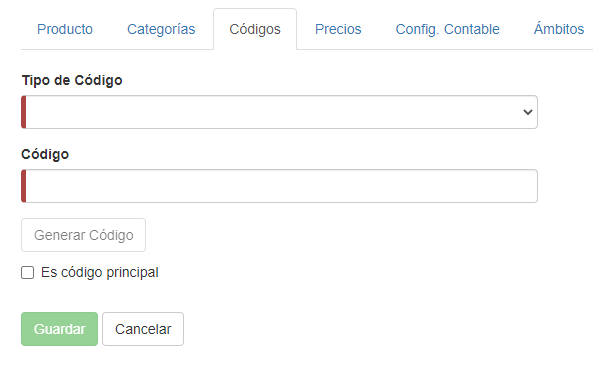 Producto Categorías Códigos Precios Config. Contable Ámbitos
Tipo de Código
Código
Generar Código
Es código principal
Guardar Cancelar